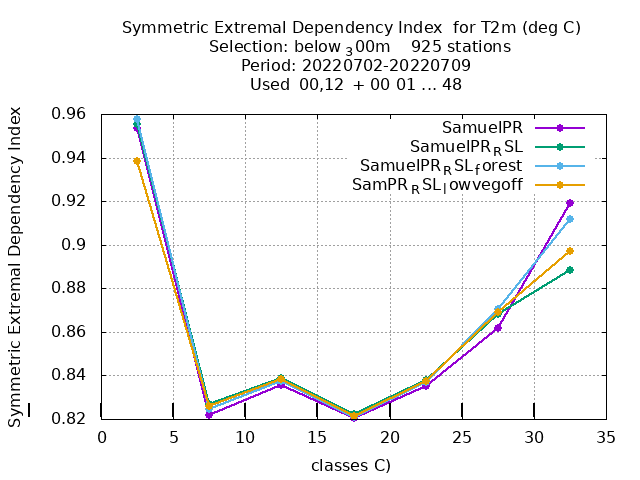 Symmetric Extremal Dependency Index for T2m (deg C)
Selection: below ₃00m 925 stations
Period: 20220702-20220709
Used 00,12 + 00 01 ... 48
Symmetric Extremal Dependency Index
0.96
0.94
0.92
0.9
0.88
0.86
0.84
0.82
SamuelPR
SamuelPR_RSL
SamuelPR_RSL_forest
SamPR_RSL_lowvegoff
0 5 10 15 20 25 30 35
classes C)